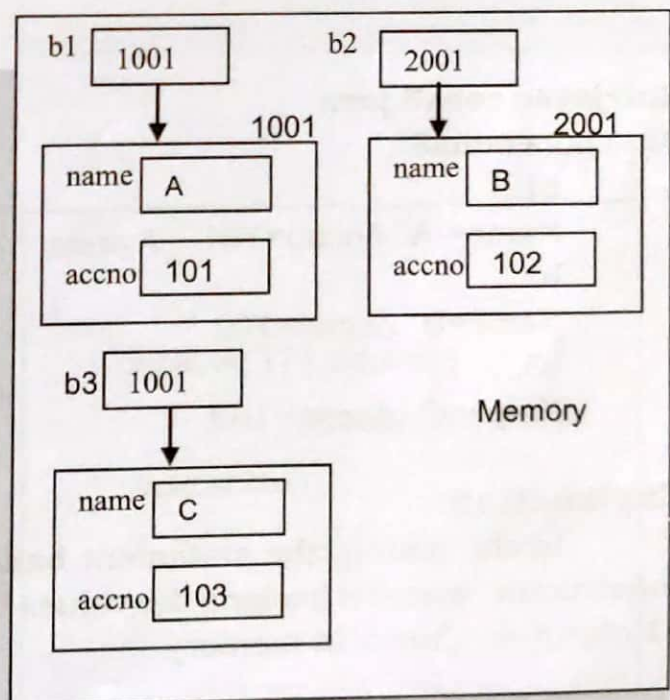 b1 1001
b2 2001
1001
2001
name A
name B
accno 101
accno 102
b3 1001
Memory
name C
accno 103